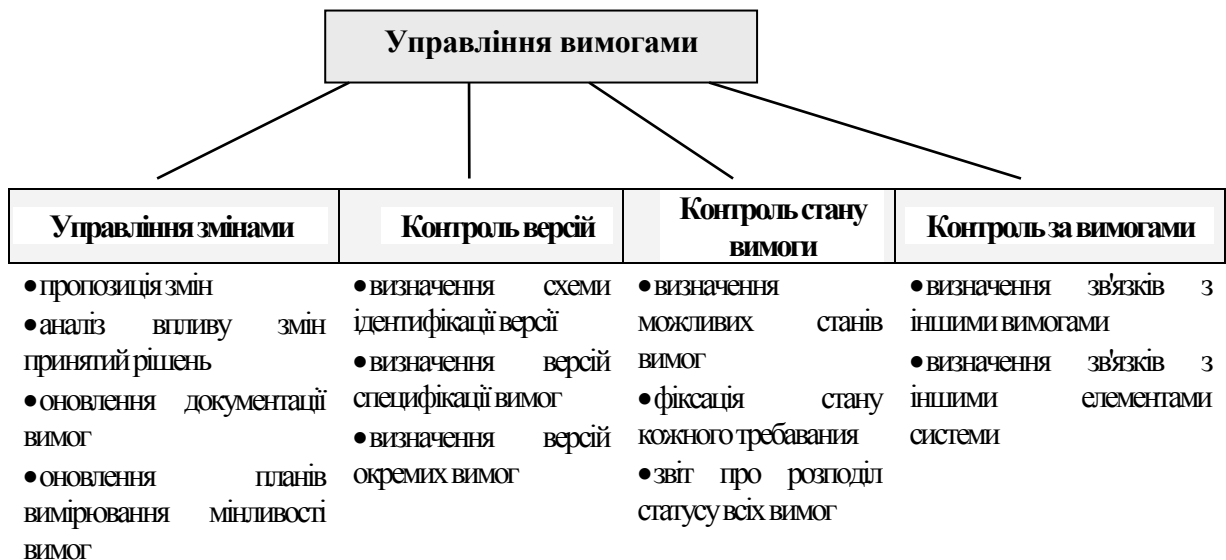 Управління вимогами
Управління змінами
Контроль версій
Контроль стану
вимоги
Контроль за вимогами
•пропозиція змін
•аналіз впливу змін
принятий рішень
•оновлення документації
вимог
•оновлення планів
вимірювання мінливості
вимог
•визначення схеми
ідентифікації версії
•визначення версій
специфікації вимог
•визначення версій
окремих вимог
•визначення
можливих станів
вимог
•фіксація стану
кожного требавания
•звіт про розподіл
статусу всіх вимог
•визначення зв'язків з
іншими вимогами
•визначення зв'язків з
іншими елементами
системи